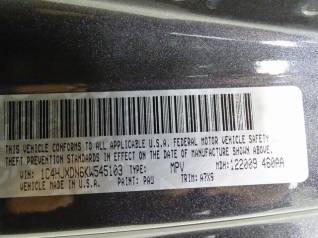 THIS VEHICLE CONFORMS TO ALL APPLICABLE U.S.A. FEDERAL MOTOR VEHICLE SAFETY
THEFT PREVENTION STANDARDS IN EFFECT ON THE DATE OF MANUFACTURE SHOWN ABOVE
VIN: 1C4HJXDN6KW545103 TYPE: MPV MDH: 122009 460AA
VEHICLE MADE IN U.S.A. PAINT: PAU TRIM: A7X9